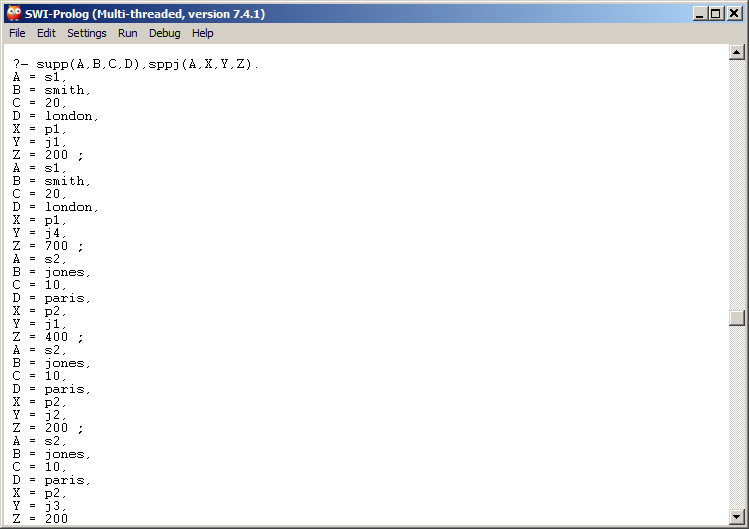 SWI-Prolog (Multi-threaded, version 7.4.1)
File Edit Settings Run Debug Help
?- supp(A,B,C,D),sppj(A,X,Y,Z).
A = s1,
B = smith,
C = 20,
D = london,
X = p1,
Y = j1,
Z = 200 ;
A = s1,
B = smith,
C = 20,
D = london,
X = p1,
Y = j4,
Z = 700 ;
A = s2,
B = jones,
C = 10,
D = paris,
X = p2,
Y = j1,
Z = 400 ;
A = s2,
B = jones,
C = 10,
D = paris,
X = p2,
Y = j2,
Z = 200 ;
A = s2,
B = jones,
C = 10,
D = paris,
X = p2,
Y = j3,
Z = 200